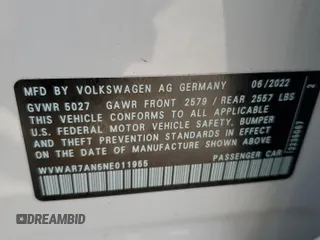 MFD BY VOLKSWAGEN AG GERMANY 06/2022
GVWR 5027 GAWR FRONT 2579 / REAR 2557 LBS
THIS VEHICLE CONFORMS TO ALL APPLICABLE
U.S. FEDERAL MOTOR VEHICLE SAFETY, BUMPER
AND THEFT PREVENTION STANDARDS IN EFFECT
ON THE DATE OF MANUFACTURE SHOWN ABOVE
WVWAR7AN5NE011955 PASSENGER CAR
DREAMBID